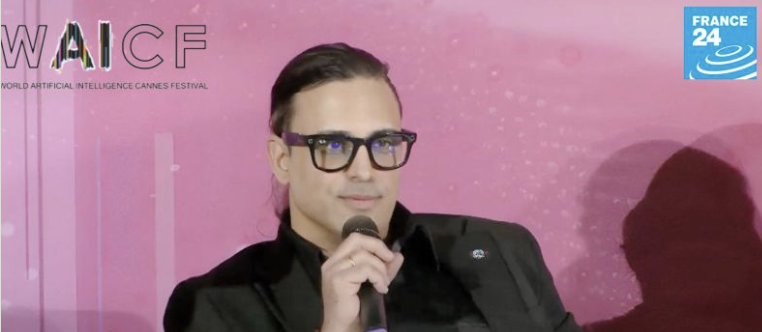 WAICF
WORLD ARTIFICIAL INTELLIGENCE CANNES FESTIVAL
FRANCE
24